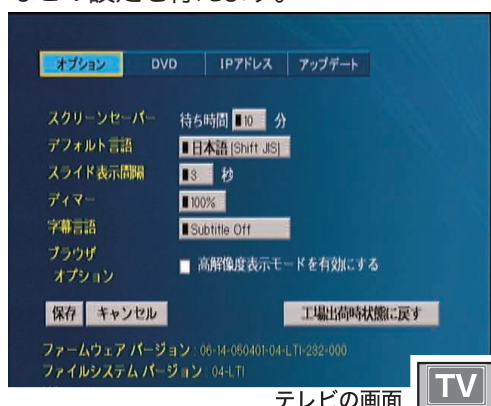 オプション DVD IPアドレス アップデート
スクリーンセーバー 待ち時間 10 分
デフォルト言語 日本語 [Shift JIS]
スライド表示間隔 3 秒
ディマー 100%
字幕言語 Subtitle Off
ブラウザ
オプション 高解像度表示モードを有効にする
保存 キャンセル 工場出荷時状態に戻す
ファームウェア バージョン : 06-14-060401-04-LTI-232-000
ファイルシステム バージョン : 04-LTI
テレビの画面 TV